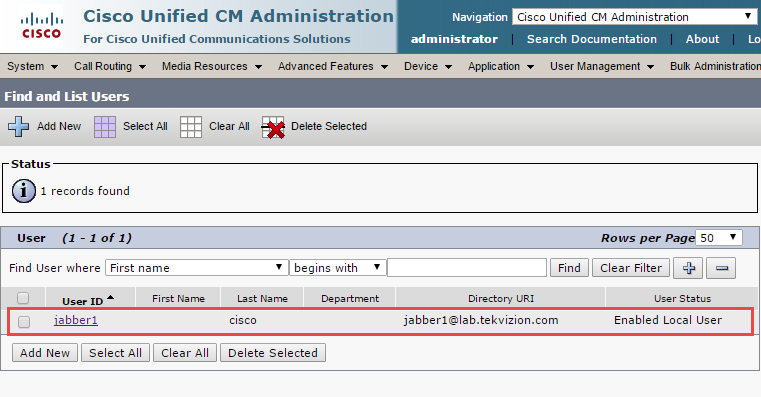 CISCO
Cisco Unified CM Administration
For Cisco Unified Communications Solutions
Navigation Cisco Unified CM Administration
administrator | Search Documentation | About | Lo
System Call Routing Media Resources Advanced Features Device Application User Management Bulk Administration
Find and List Users
Add New Select All Clear All Delete Selected
Status
i 1 records found
User (1 - 1 of 1) Rows per Page 50
Find User where First name begins with Find Clear Filter
User ID First Name Last Name Department Directory URI User Status
jabber1 cisco jabber1@lab.tekvizion.com Enabled Local User
Add New Select All Clear All Delete Selected